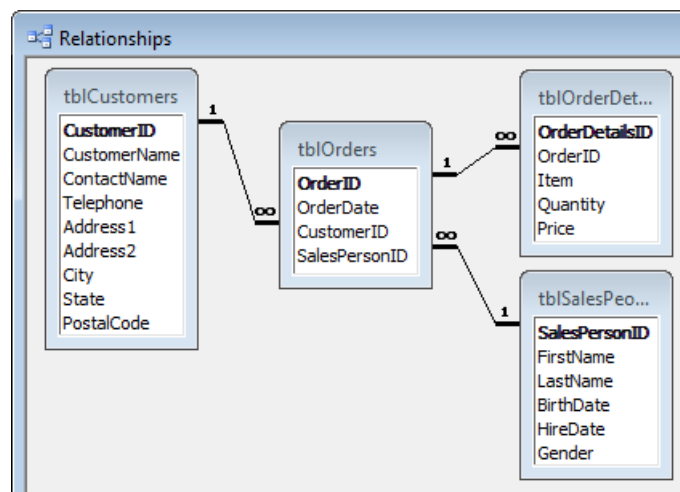 Relationships
tblCustomers
CustomerID
CustomerName
ContactName
Telephone
Address1
Address2
City
State
PostalCode
1
∞
tblOrders
OrderID
OrderDate
CustomerID
SalesPersonID
1
∞
∞
1
tblOrderDet...
OrderDetailsID
OrderID
Item
Quantity
Price
tblSalesPeo...
SalesPersonID
FirstName
LastName
BirthDate
HireDate
Gender